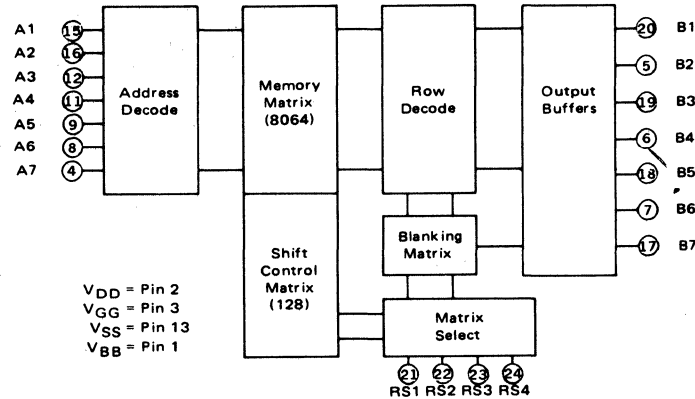 A1 15
A2 16
A3 12
A4 11
A5 9
A6 8
A7 4
Address
Decode
Memory
Matrix
(8064)
Row
Decode
Output
Buffers
20 B1
5 B2
19 B3
6 B4
18 B5
7 B6
17 B7
Shift
Control
Matrix
(128)
Blanking
Matrix
Matrix
Select
VDD = Pin 2
VGG = Pin 3
VSS = Pin 13
VBB = Pin 1
21 22 23 24
RS1 RS2 RS3 RS4